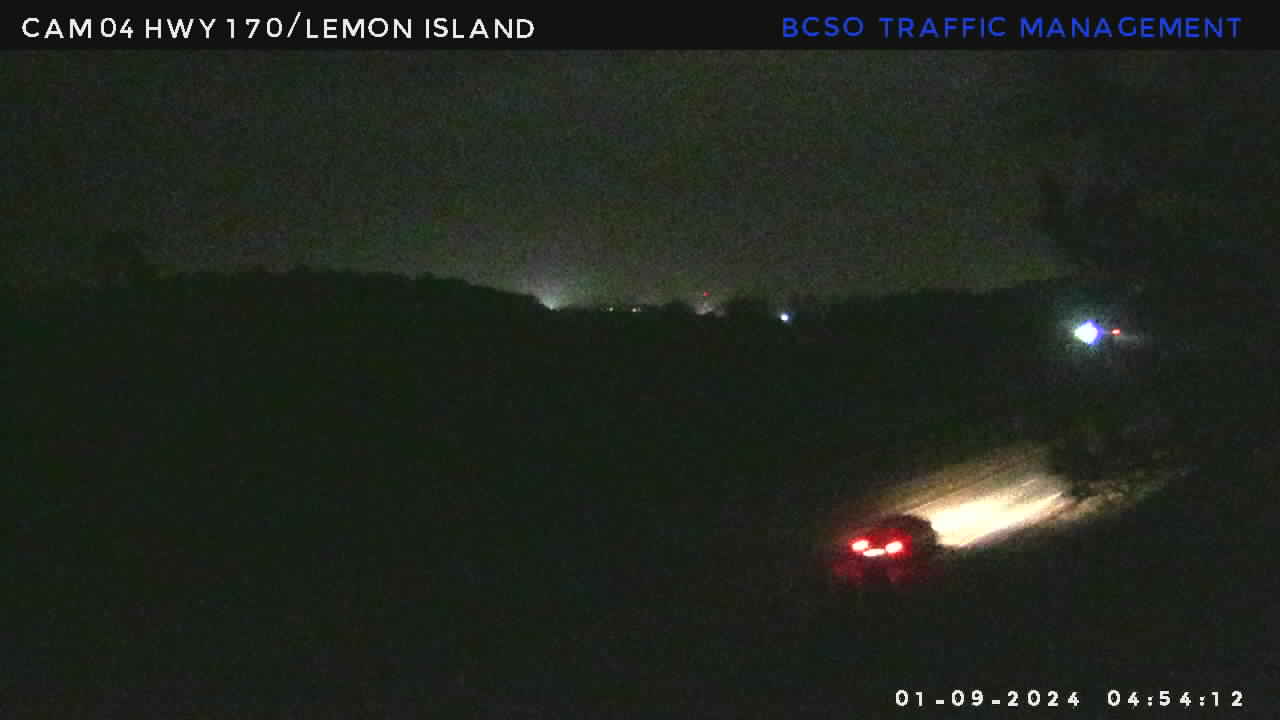 CAM04 HWY 170/LEMON ISLAND
BCSO TRAFFIC MANAGEMENT
01-09-2024 04:54:12